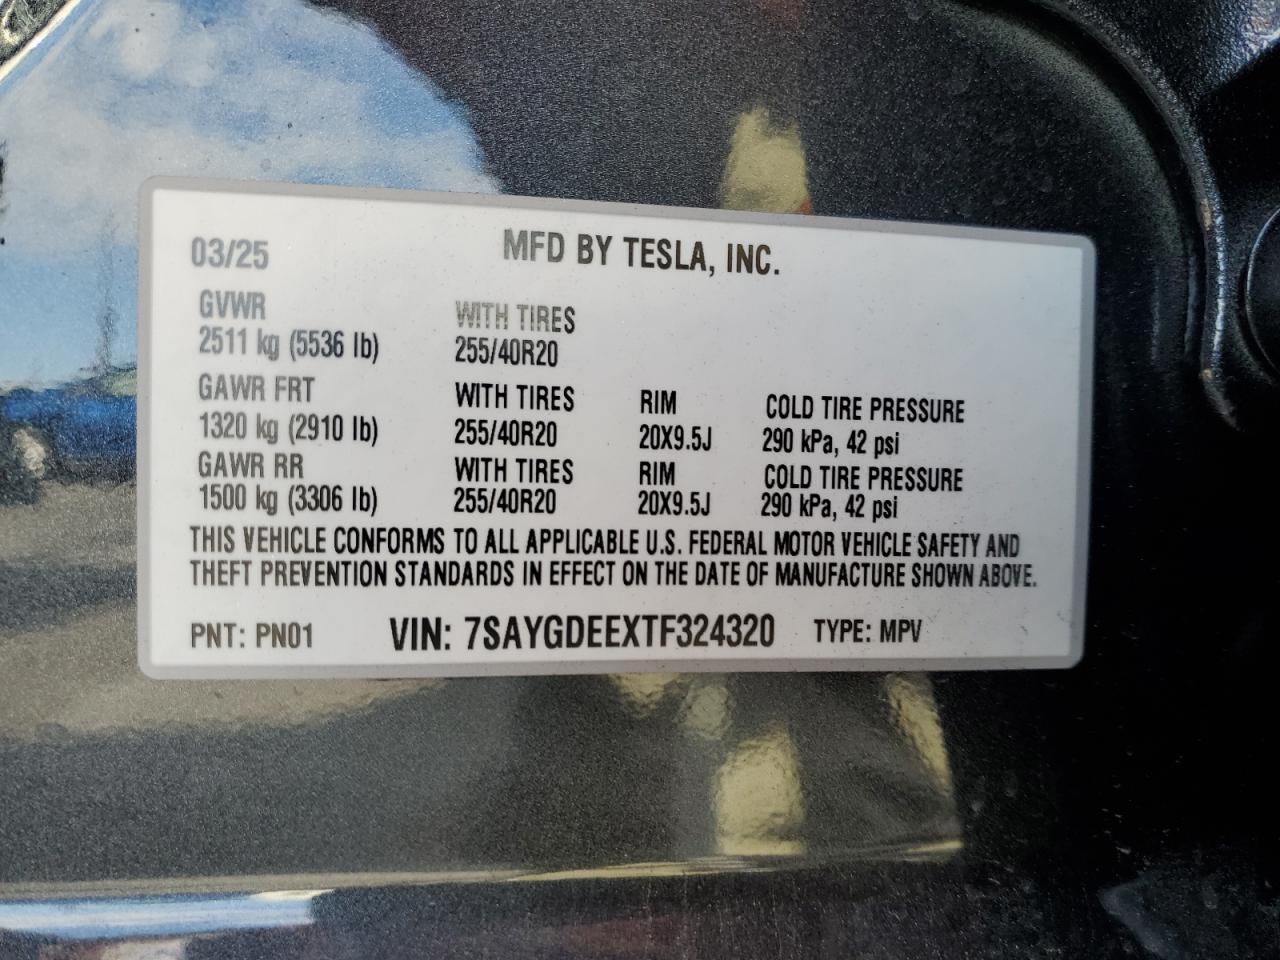 03/25 MFD BY TESLA, INC.
GVWR WITH TIRES
2511 kg (5536 lb) 255/40R20
GAWR FRT WITH TIRES RIM COLD TIRE PRESSURE
1320 kg (2910 lb) 255/40R20 20X9.5J 290 kPa, 42 psi
GAWR RR WITH TIRES RIM COLD TIRE PRESSURE
1500 kg (3306 lb) 255/40R20 20X9.5J 290 kPa, 42 psi
THIS VEHICLE CONFORMS TO ALL APPLICABLE U.S. FEDERAL MOTOR VEHICLE SAFETY AND
THEFT PREVENTION STANDARDS IN EFFECT ON THE DATE OF MANUFACTURE SHOWN ABOVE.
PNT: PN01 VIN: 7SAYGDEEXTF324320 TYPE: MPV